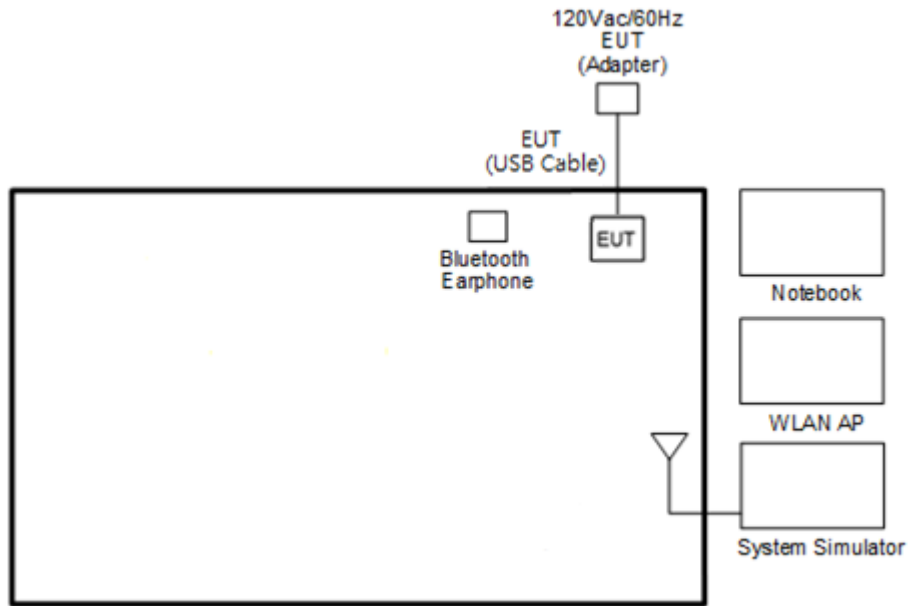 120Vac/60Hz
EUT
(Adapter)
EUT
(USB Cable)
EUT
Bluetooth
Earphone
Notebook
WLAN AP
System Simulator